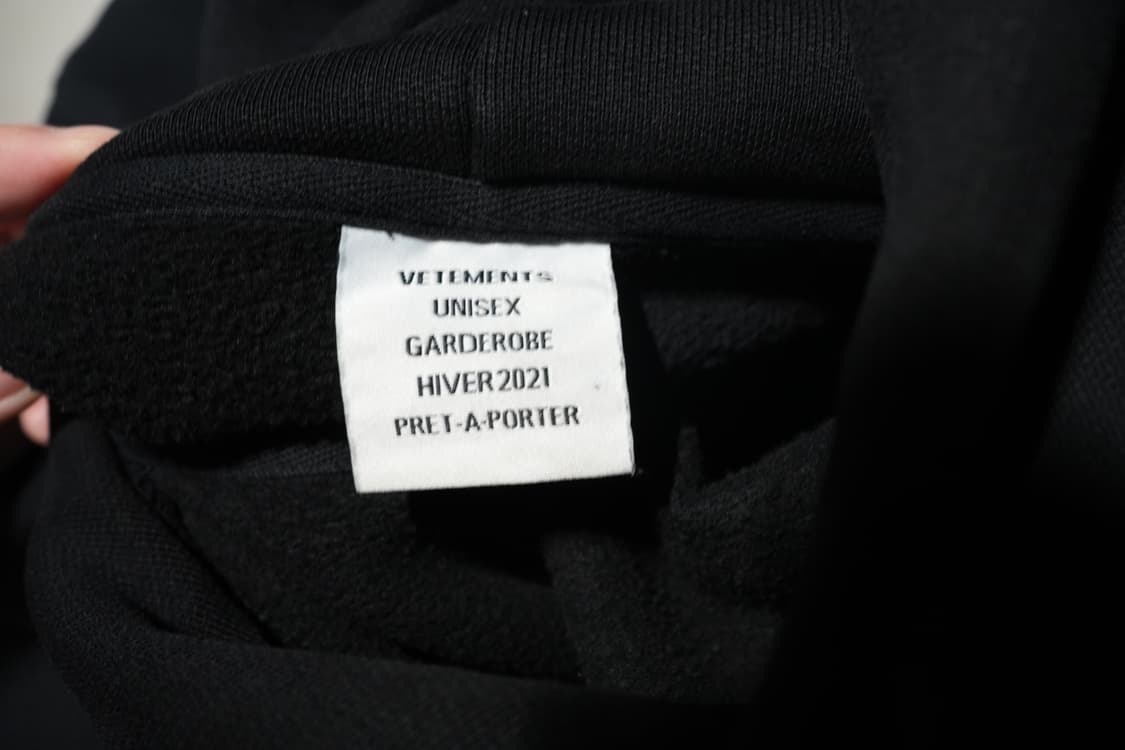 VETEMENTS
UNISEX
GARDEROBE
HIVER 2021
PRET-A-PORTER